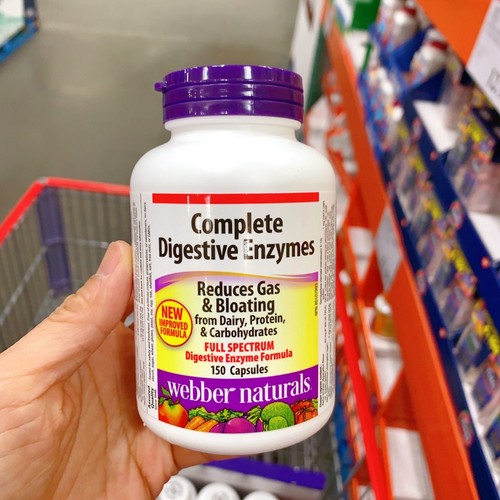 Complete
Digestive Enzymes
Reduces Gas
& Bloating
from Dairy, Protein,
& Carbohydrates
NEW
IMPROVED
FORMULA
FULL SPECTRUM
Digestive Enzyme Formula
150 Capsules
webber naturals